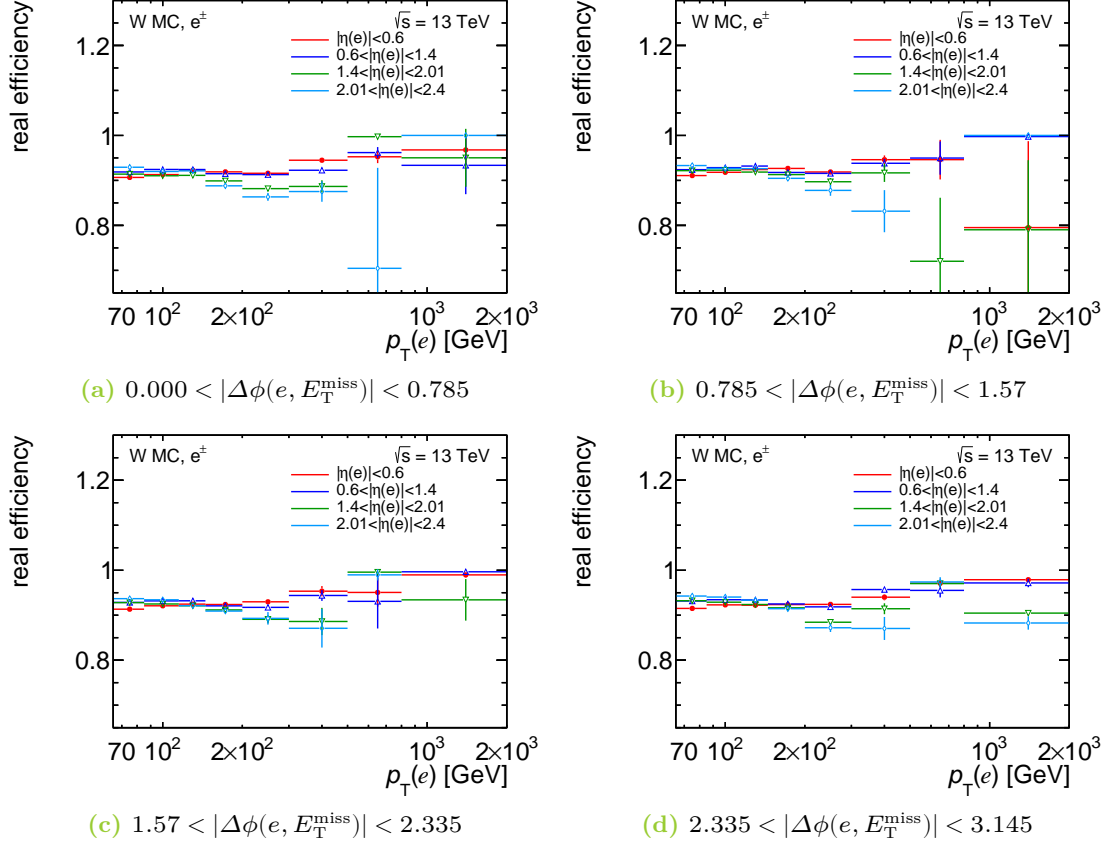 real efficiency
W MC, e±
√s = 13 TeV
|η(e)|<0.6
0.6<|η(e)|<1.4
1.4<|η(e)|<2.01
2.01<|η(e)|<2.4
1.2
1
0.8
70 10² 2×10² 10³ 2×10³
p_T(e) [GeV]
(a) 0.000 < |Δϕ(e, E_T^miss)| < 0.785
real efficiency
W MC, e±
√s = 13 TeV
|η(e)|<0.6
0.6<|η(e)|<1.4
1.4<|η(e)|<2.01
2.01<|η(e)|<2.4
1.2
1
0.8
70 10² 2×10² 10³ 2×10³
p_T(e) [GeV]
(b) 0.785 < |Δϕ(e, E_T^miss)| < 1.57
real efficiency
W MC, e±
√s = 13 TeV
|η(e)|<0.6
0.6<|η(e)|<1.4
1.4<|η(e)|<2.01
2.01<|η(e)|<2.4
1.2
1
0.8
70 10² 2×10² 10³ 2×10³
p_T(e) [GeV]
(c) 1.57 < |Δϕ(e, E_T^miss)| < 2.335
real efficiency
W MC, e±
√s = 13 TeV
|η(e)|<0.6
0.6<|η(e)|<1.4
1.4<|η(e)|<2.01
2.01<|η(e)|<2.4
1.2
1
0.8
70 10² 2×10² 10³ 2×10³
p_T(e) [GeV]
(d) 2.335 < |Δϕ(e, E_T^miss)| < 3.145